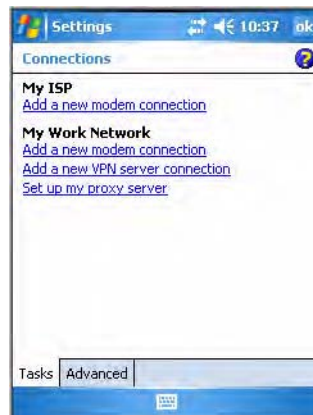 Settings 10:37 ok
Connections
My ISP
Add a new modem connection
My Work Network
Add a new modem connection
Add a new VPN server connection
Set up my proxy server
Tasks Advanced